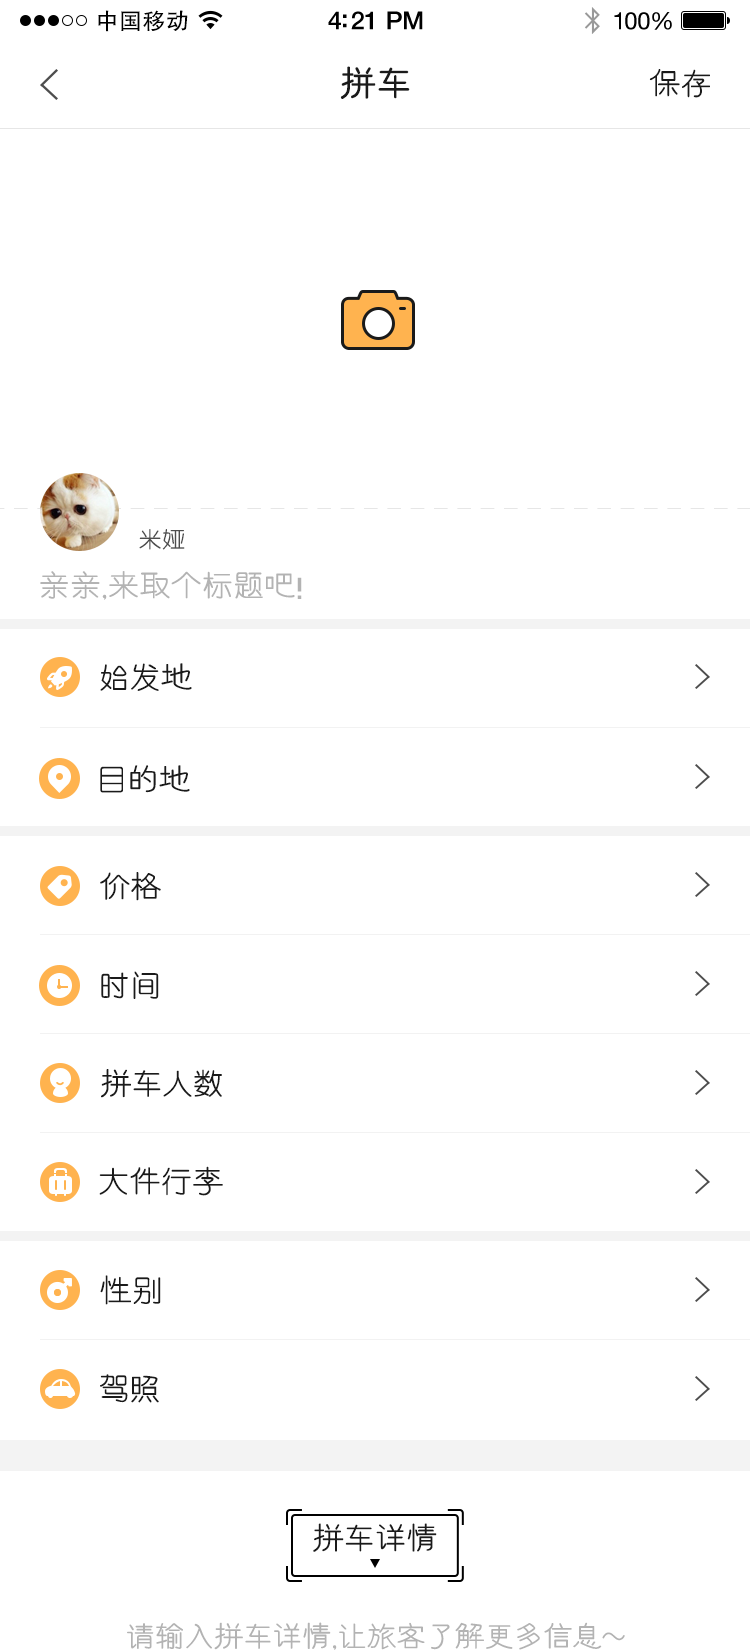 中国移动 4:21 PM 100%
拼车 保存
米娅
亲亲,来取个标题吧!
始发地
目的地
价格
时间
拼车人数
大件行李
性别
驾照
拼车详情
请输入拼车详情,让旅客了解更多信息～